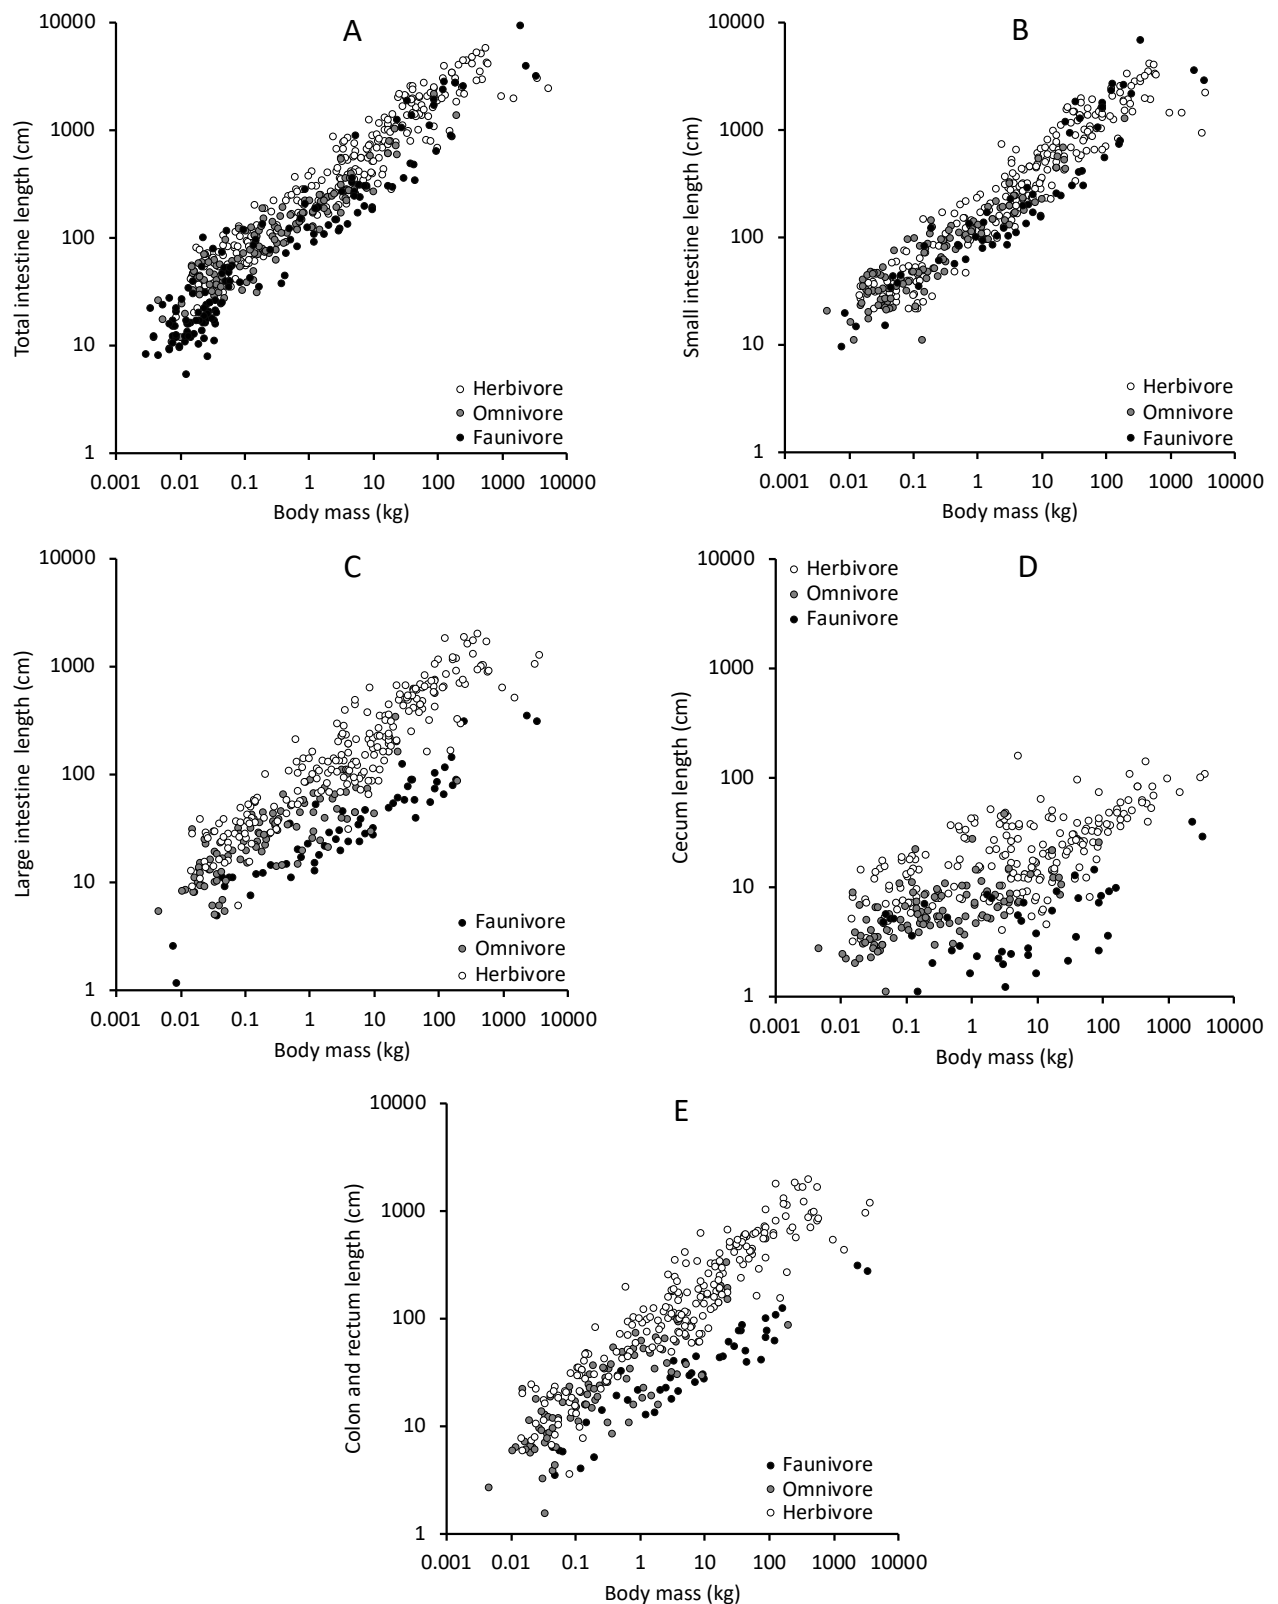 A
Total intestine length (cm)
10000
1000
100
10
1
0.001 0.01 0.1 1 10 100 1000 10000
Body mass (kg)
Herbivore
Omnivore
Faunivore
B
Small intestine length (cm)
10000
1000
100
10
1
0.001 0.01 0.1 1 10 100 1000 10000
Body mass (kg)
Herbivore
Omnivore
Faunivore
C
Large intestine length (cm)
10000
1000
100
10
1
0.001 0.01 0.1 1 10 100 1000 10000
Body mass (kg)
Faunivore
Omnivore
Herbivore
D
Cecum length (cm)
10000
1000
100
10
1
0.001 0.01 0.1 1 10 100 1000 10000
Body mass (kg)
Herbivore
Omnivore
Faunivore
E
Colon and rectum length (cm)
10000
1000
100
10
1
0.001 0.01 0.1 1 10 100 1000 10000
Body mass (kg)
Faunivore
Omnivore
Herbivore